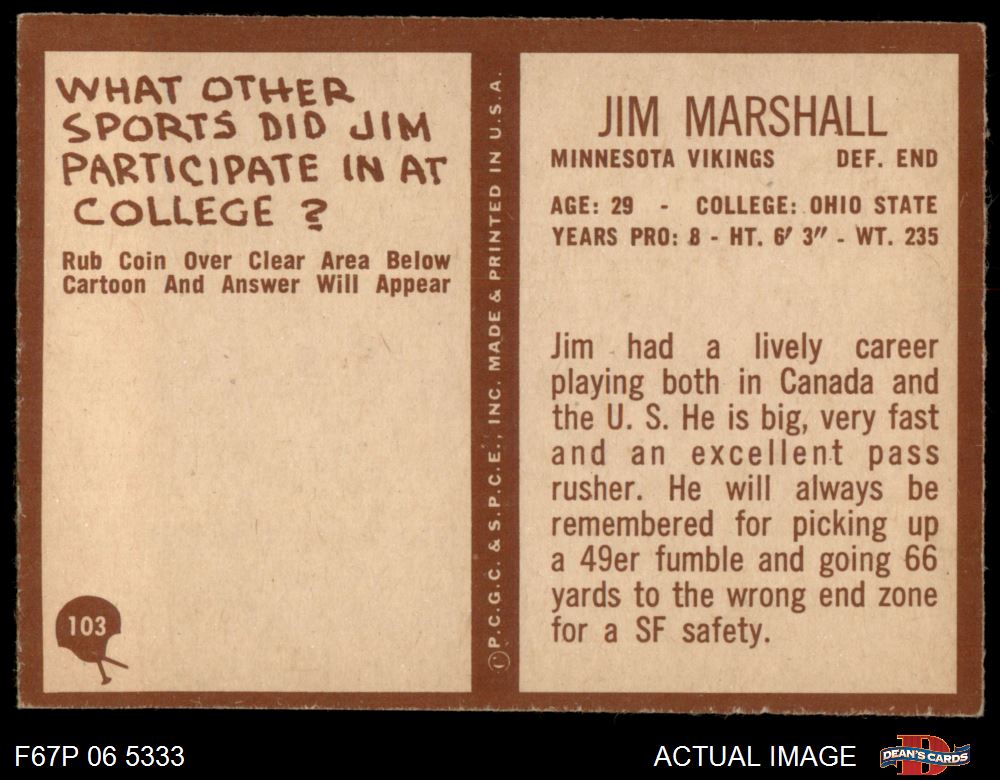 WHAT OTHER
SPORTS DID JIM
PARTICIPATE IN AT
COLLEGE ?
Rub Coin Over Clear Area Below
Cartoon And Answer Will Appear
103
©P.C.G.C. & S.P.C.E., INC. MADE & PRINTED IN U.S.A.
JIM MARSHALL
MINNESOTA VIKINGS DEF. END
AGE: 29 - COLLEGE: OHIO STATE
YEARS PRO: 8 - HT. 6' 3" - WT. 235
Jim had a lively career
playing both in Canada and
the U. S. He is big, very fast
and an excellent pass
rusher. He will always be
remembered for picking up
a 49er fumble and going 66
yards to the wrong end zone
for a SF safety.
F67P 06 5333
ACTUAL IMAGE
DEAN'S CARDS